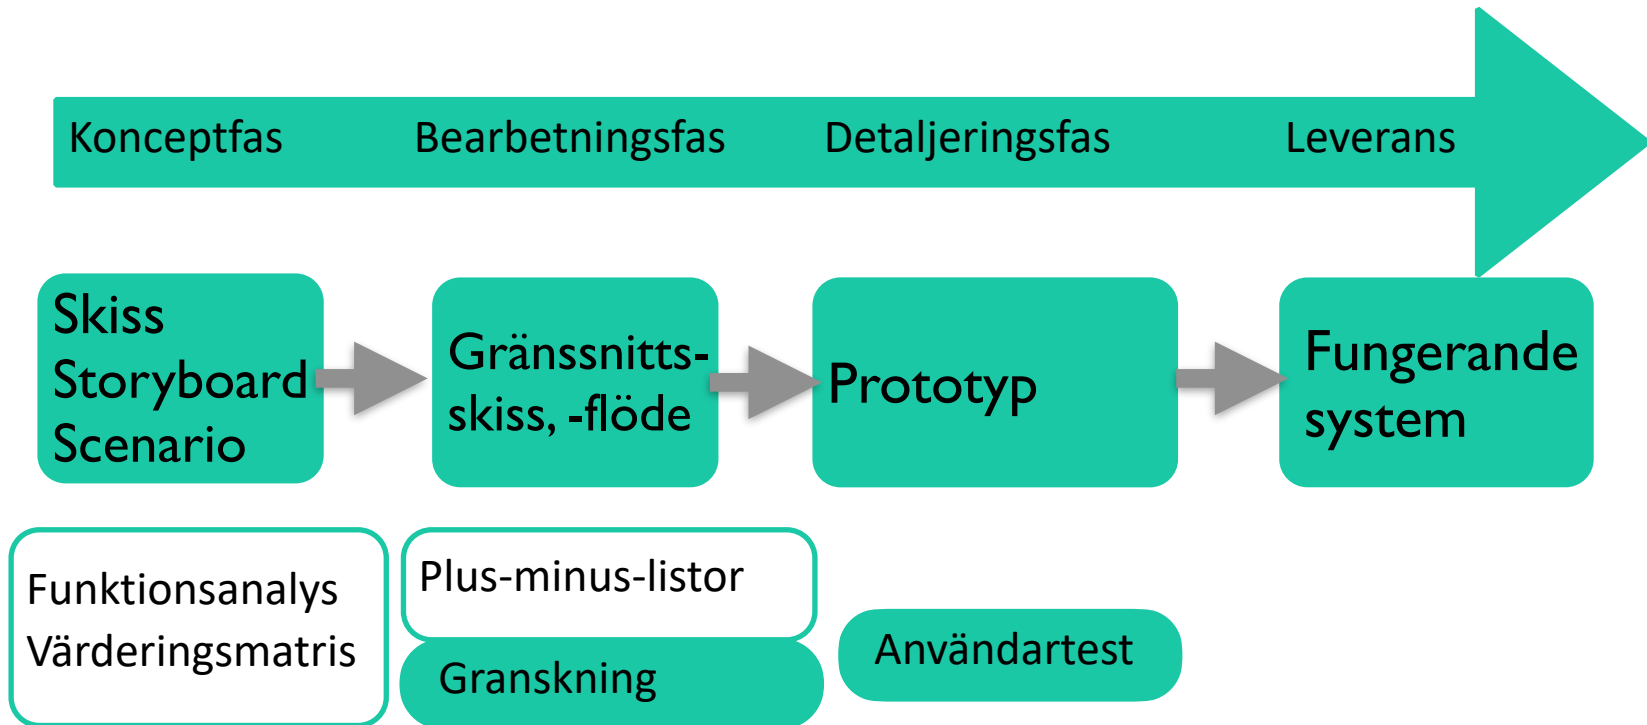 Konceptfas Bearbetningsfas Detaljeringsfas Leverans
Skiss
Storyboard
Scenario
Gränssnitts-
skiss, -flöde
Prototyp
Fungerande
system
Funktionsanalys
Värderingsmatris
Plus-minus-listor
Granskning
Användartest